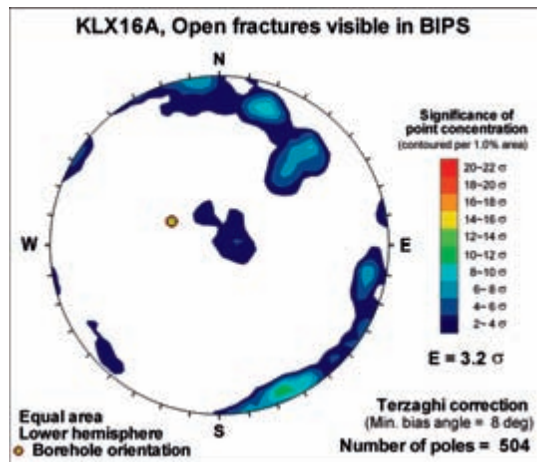 KLX16A, Open fractures visible in BIPS
N
W
E
S
Significance of
point concentration
(contoured per 1.0% area)
20-22 σ
18-20 σ
16-18 σ
14-16 σ
12-14 σ
10-12 σ
8-10 σ
6-8 σ
4-6 σ
2-4 σ
E = 3.2 σ
Equal area
Lower hemisphere
Borehole orientation
Terzaghi correction
(Min. bias angle = 8 deg)
Number of poles = 504